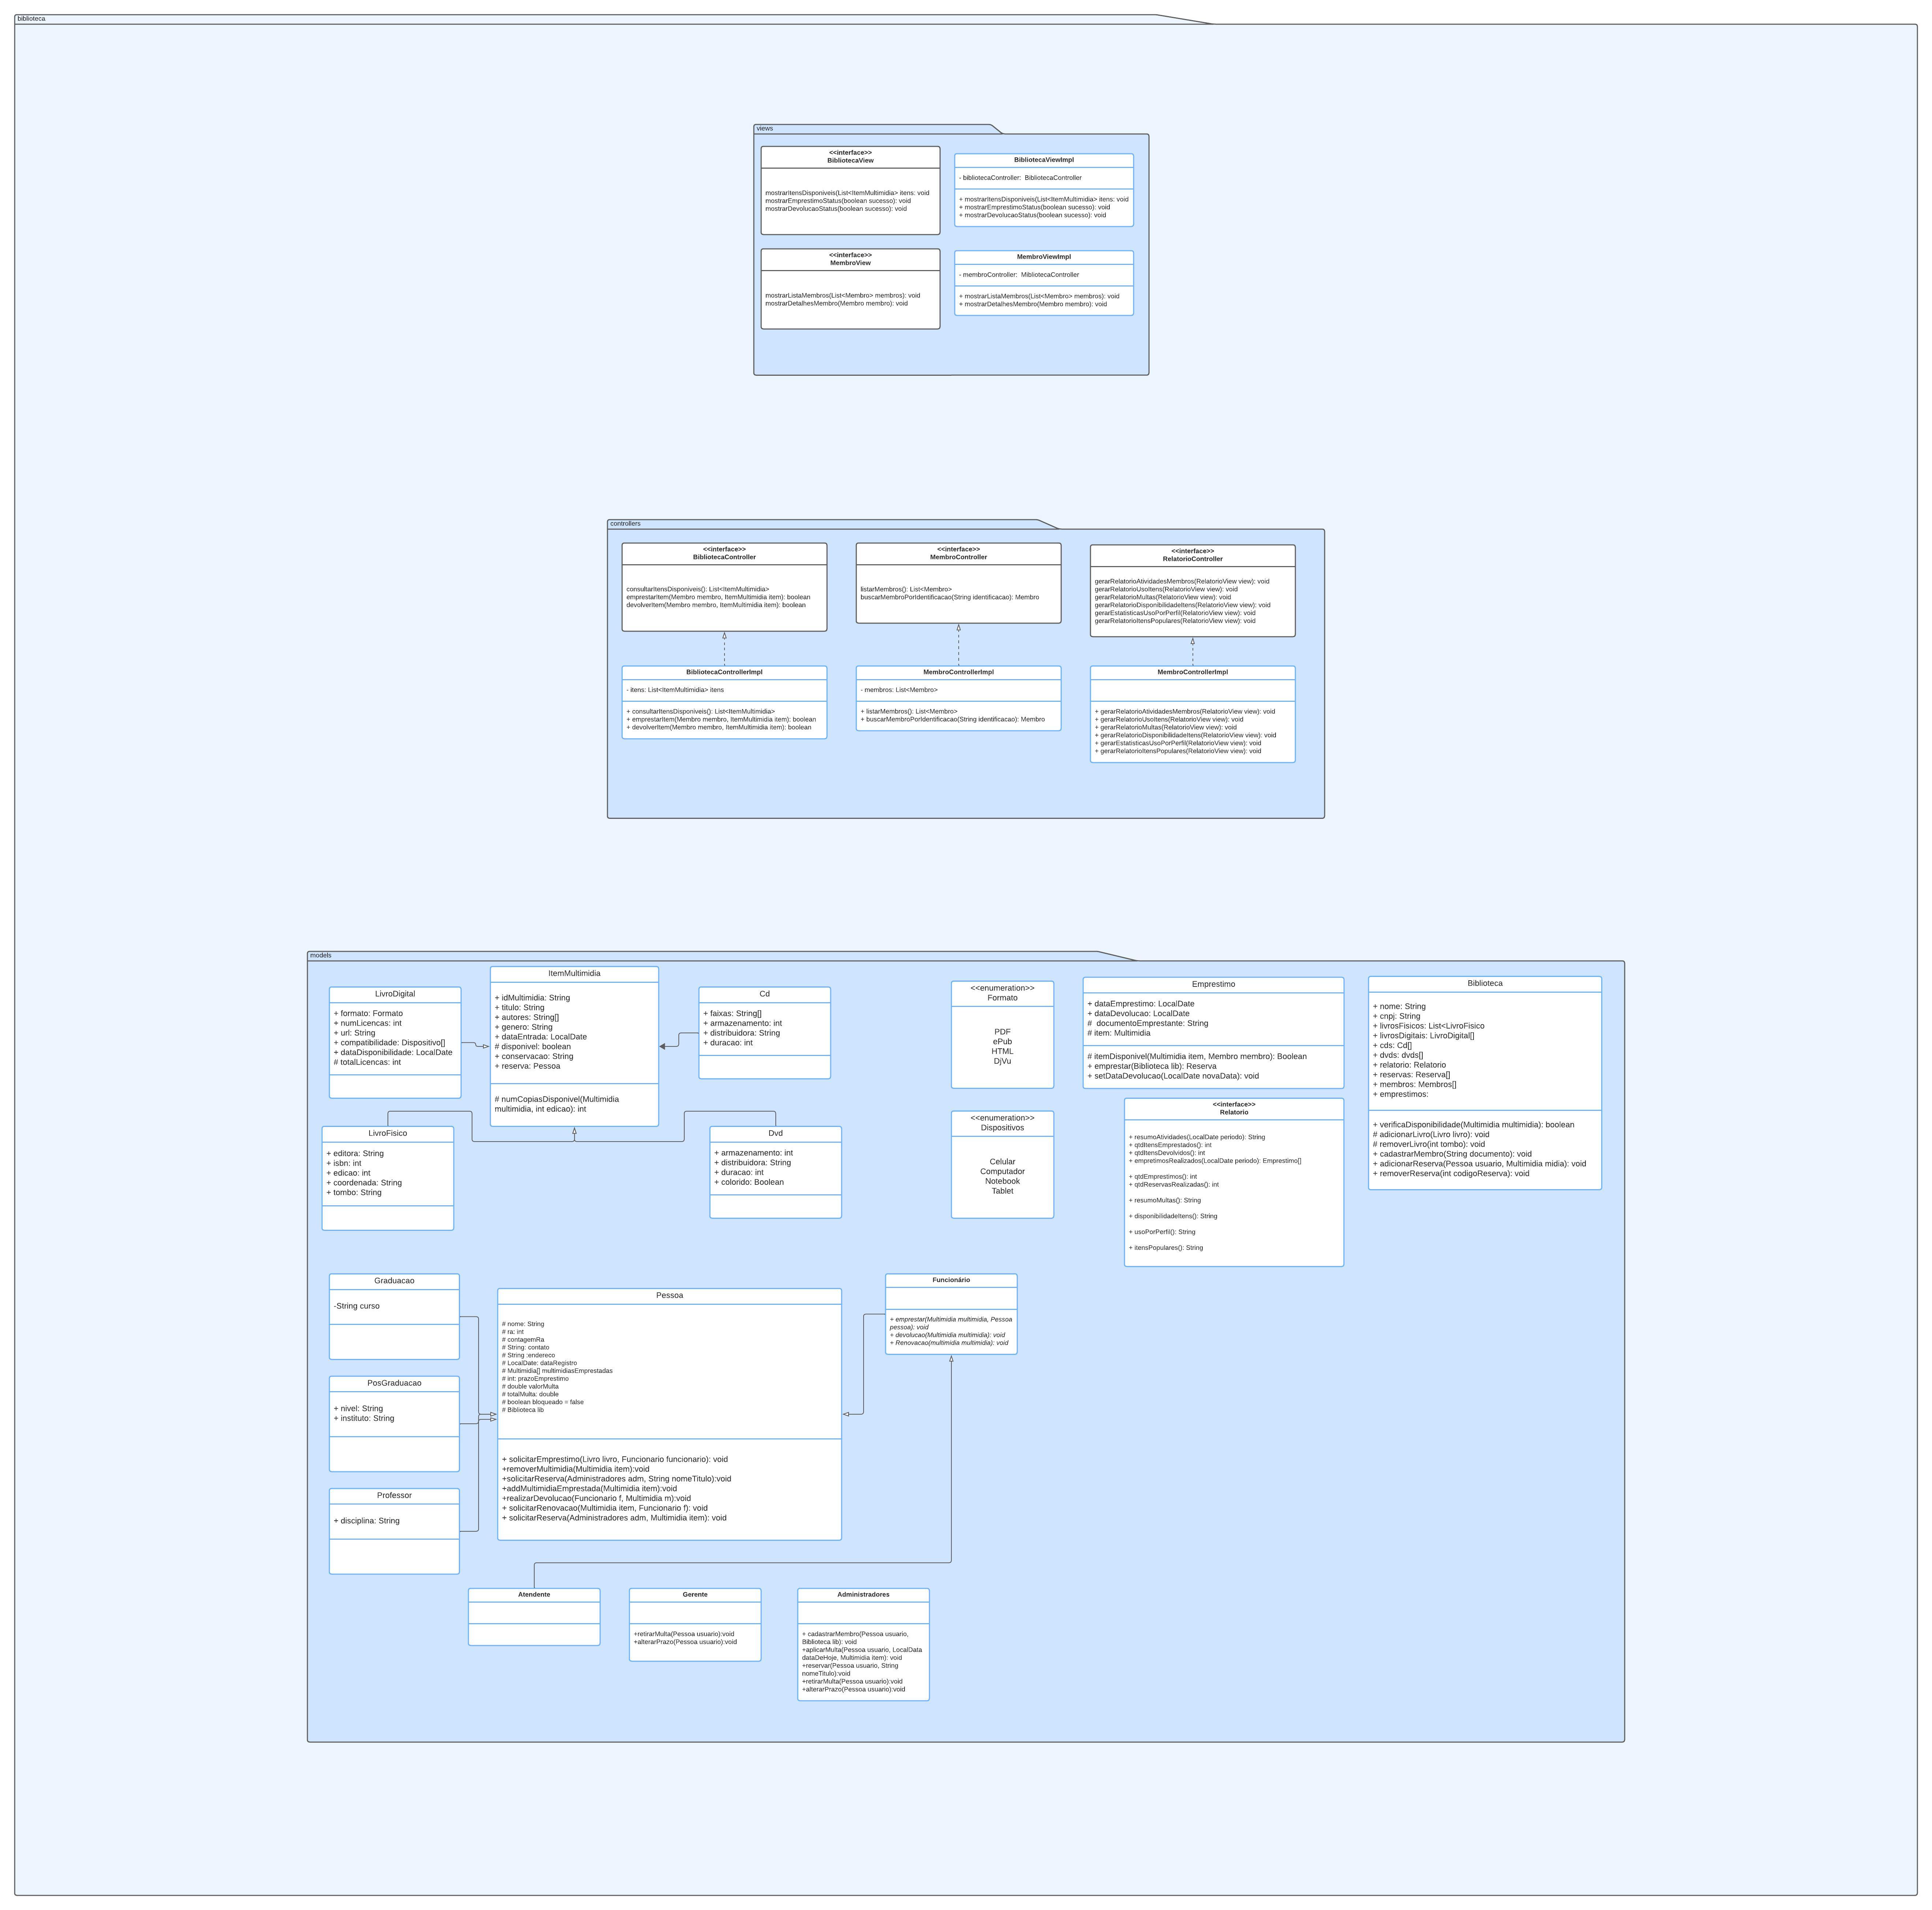 biblioteca
views
<<interface>>
BibliotecaView
mostrarItensDisponiveis(List<ItemMultimidia> itens: void
mostrarEmprestimoStatus(boolean sucesso): void
mostrarDevolucaoStatus(boolean sucesso): void
BibliotecaViewImpl
- bibliotecaController:  BibliotecaController
+ mostrarItensDisponiveis(List<ItemMultimidia> itens: void
+ mostrarEmprestimoStatus(boolean sucesso): void
+ mostrarDevolucaoStatus(boolean sucesso): void
<<interface>>
MembroView
mostrarListaMembros(List<Membro> membros): void
mostrarDetalhesMembro(Membro membro): void
MembroViewImpl
- membroController:  MibliotecaController
+ mostrarListaMembros(List<Membro> membros): void
+ mostrarDetalhesMembro(Membro membro): void
controllers
<<interface>>
BibliotecaController
consultarItensDisponiveis(): List<ItemMultimidia>
emprestarItem(Membro membro, ItemMultimidia item): boolean
devolverItem(Membro membro, ItemMultimidia item): boolean
<<interface>>
MembroController
listarMembros(): List<Membro>
buscarMembroPorIdentificacao(String identificacao): Membro
<<interface>>
RelatorioController
gerarRelatorioAtividadesMembros(RelatorioView view): void
gerarRelatorioUsoItens(RelatorioView view): void
gerarRelatorioMultas(RelatorioView view): void
gerarRelatorioDisponibilidadeItens(RelatorioView view): void
gerarEstatisticasUsoPorPerfil(RelatorioView view): void
gerarRelatorioItensPopulares(RelatorioView view): void
BibliotecaControllerImpl
- itens: List<ItemMultimidia> itens
+ consultarItensDisponiveis(): List<ItemMultimidia>
+ emprestarItem(Membro membro, ItemMultimidia item): boolean
+ devolverItem(Membro membro, ItemMultimidia item): boolean
MembroControllerImpl
- membros: List<Membro>
+ listarMembros(): List<Membro>
+ buscarMembroPorIdentificacao(String identificacao): Membro
MembroControllerImpl
+ gerarRelatorioAtividadesMembros(RelatorioView view): void
+ gerarRelatorioUsoItens(RelatorioView view): void
+ gerarRelatorioMultas(RelatorioView view): void
+ gerarRelatorioDisponibilidadeItens(RelatorioView view): void
+ gerarEstatisticasUsoPorPerfil(RelatorioView view): void
+ gerarRelatorioItensPopulares(RelatorioView view): void
models
LivroDigital
+ formato: Formato
+ numLicencas: int
+ url: String
+ compatibilidade: Dispositivo[]
+ dataDisponibilidade: LocalDate
# totalLicencas: int
ItemMultimidia
+ idMultimidia: String
+ titulo: String
+ autores: String[]
+ genero: String
+ dataEntrada: LocalDate
# disponivel: boolean
+ conservacao: String
+ reserva: Pessoa
# numCopiasDisponivel(Multimidia
multimidia, int edicao): int
Cd
+ faixas: String[]
+ armazenamento: int
+ distribuidora: String
+ duracao: int
<<enumeration>>
Formato
PDF
ePub
HTML
DjVu
Emprestimo
+ dataEmprestimo: LocalDate
+ dataDevolucao: LocalDate
#  documentoEmprestante: String
# item: Multimidia
# itemDisponivel(Multimidia item, Membro membro): Boolean
+ emprestar(Biblioteca lib): Reserva
+ setDataDevolucao(LocalDate novaData): void
Biblioteca
+ nome: String
+ cnpj: String
+ livrosFisicos: List<LivroFisico
+ livrosDigitais: LivroDigital[]
+ cds: Cd[]
+ dvds: dvds[]
+ relatorio: Relatorio
+ reservas: Reserva[]
+ membros: Membros[]
+ emprestimos:
+ verificaDisponibilidade(Multimidia multimidia): boolean
# adicionarLivro(Livro livro): void
# removerLivro(int tombo): void
+ cadastrarMembro(String documento): void
+ adicionarReserva(Pessoa usuario, Multimidia midia): void
+ removerReserva(int codigoReserva): void
LivroFisico
+ editora: String
+ isbn: int
+ edicao: int
+ coordenada: String
+ tombo: String
Dvd
+ armazenamento: int
+ distribuidora: String
+ duracao: int
+ colorido: Boolean
<<enumeration>>
Dispositivos
Celular
Computador
Notebook
Tablet
<<interface>>
Relatorio
+ resumoAtividades(LocalDate periodo): String
+ qtdItensEmprestados(): int
+ qtdItensDevolvidos(): int
+ empretimosRealizados(LocalDate periodo): Emprestimo[]
+ qtdEmprestimos(): int
+ qtdReservasRealizadas(): int
+ resumoMultas(): String
+ disponibilidadeItens(): String
+ usoPorPerfil(): String
+ itensPopulares(): String
Graduacao
-String curso
PosGraduacao
+ nivel: String
+ instituto: String
Professor
+ disciplina: String
Pessoa
# nome: String
# ra: int
# contagemRa
# String: contato
# String :endereco
# LocalDate: dataRegistro
# Multimidia[] multimidiasEmprestadas
# int: prazoEmprestimo
# double valorMulta
# totalMulta: double
# boolean bloqueado = false
# Biblioteca lib
+ solicitarEmprestimo(Livro livro, Funcionario funcionario): void
+removerMultimidia(Multimidia item):void
+solicitarReserva(Administradores adm, String nomeTitulo):void
+addMultimidiaEmprestada(Multimidia item):void
+realizarDevolucao(Funcionario f, Multimidia m):void
+ solicitarRenovacao(Multimidia item, Funcionario f): void
+ solicitarReserva(Administradores adm, Multimidia item): void
Funcionário
+ emprestar(Multimidia multimidia, Pessoa
pessoa): void
+ devolucao(Multimidia multimidia): void
+ Renovacao(multimidia multimidia): void
Atendente
Gerente
+retirarMulta(Pessoa usuario):void
+alterarPrazo(Pessoa usuario):void
Administradores
+ cadastrarMembro(Pessoa usuario,
Biblioteca lib): void
+aplicarMulta(Pessoa usuario, LocalData
dataDeHoje, Multimidia item): void
+reservar(Pessoa usuario, String
nomeTitulo):void
+retirarMulta(Pessoa usuario):void
+alterarPrazo(Pessoa usuario):void